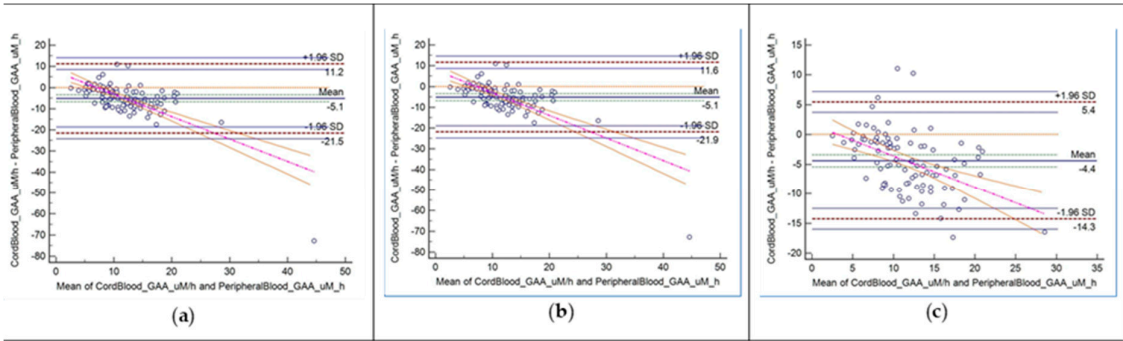 CordBlood_GAA_uM/h - PeripheralBlood_GAA_uM_h
20
10
0
-10
-20
-30
-40
-50
-60
-70
-80
+1.96 SD
11.2
Mean
-5.1
-1.96 SD
-21.5
0 10 20 30 40 50
Mean of CordBlood_GAA_uM/h and PeripheralBlood_GAA_uM_h
(a)
CordBlood_GAA_uM/h - PeripheralBlood_GAA_uM_h
20
10
0
-10
-20
-30
-40
-50
-60
-70
-80
+1.96 SD
11.6
Mean
-5.1
-1.96 SD
-21.9
0 10 20 30 40 50
Mean of CordBlood_GAA_uM/h and PeripheralBlood_GAA_uM_h
(b)
CordBlood_GAA_uM/h - PeripheralBlood_GAA_uM_h
15
10
5
0
-5
-10
-15
-20
+1.96 SD
5.4
Mean
-4.4
-1.96 SD
-14.3
0 5 10 15 20 25 30 35
Mean of CordBlood_GAA_uM/h and PeripheralBlood_GAA_uM_h
(c)